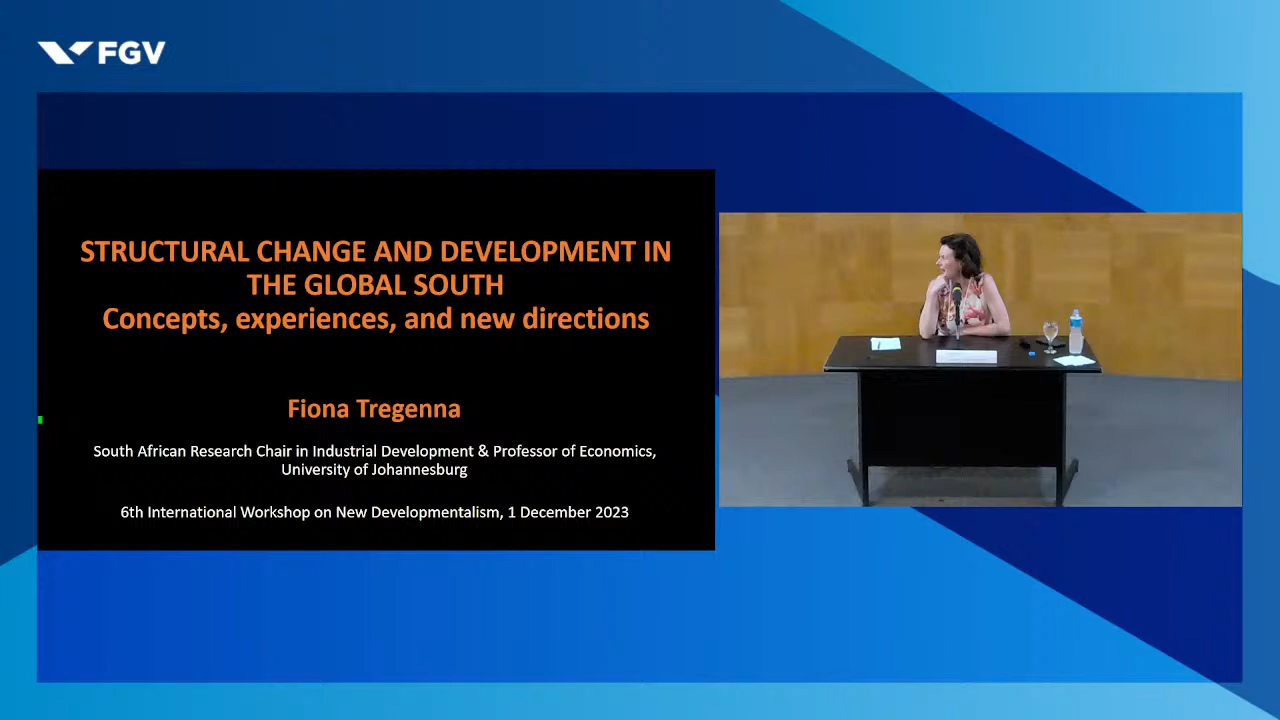 FGV
STRUCTURAL CHANGE AND DEVELOPMENT IN
THE GLOBAL SOUTH
Concepts, experiences, and new directions
Fiona Tregenna
South African Research Chair in Industrial Development & Professor of Economics,
University of Johannesburg
6th International Workshop on New Developmentalism, 1 December 2023